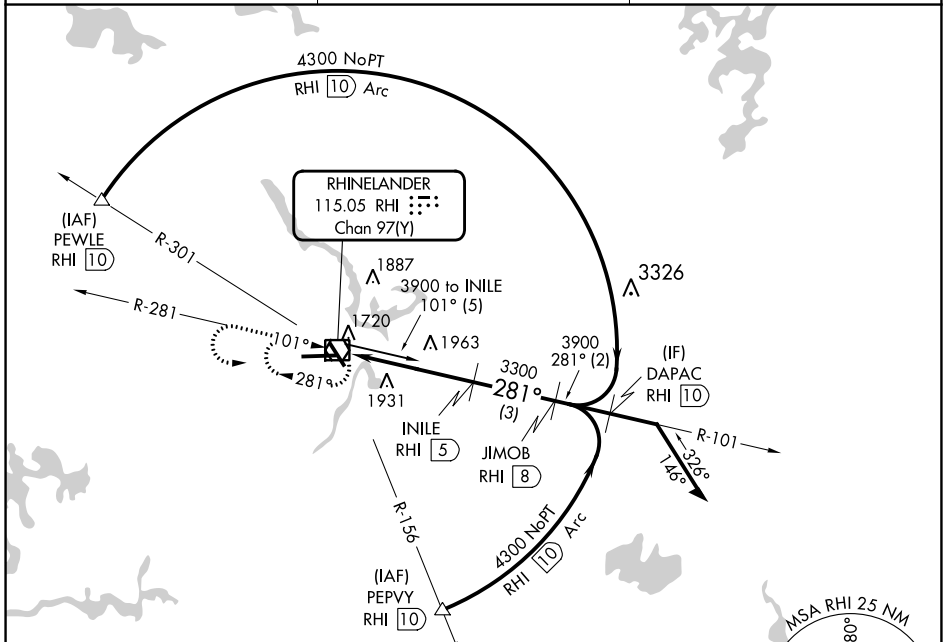 4300 NoPT
RHI 10 Arc
RHINELANDER
115.05 RHI
Chan 97(Y)
(IAF)
PEWLE
RHI 10
R-301
R-281
1887
3900 to INILE
101° (5)
3326
1720
1963
101°
281°
1931
3300
281°
(3)
3900
281° (2)
(IF)
DAPAC
RHI 10
INILE
RHI 5
JIMOB
RHI 8
R-101
326°
146°
R-156
4300 NoPT
RHI 10 Arc
(IAF)
PEPVY
RHI 10
MSA RHI 25 NM
80°